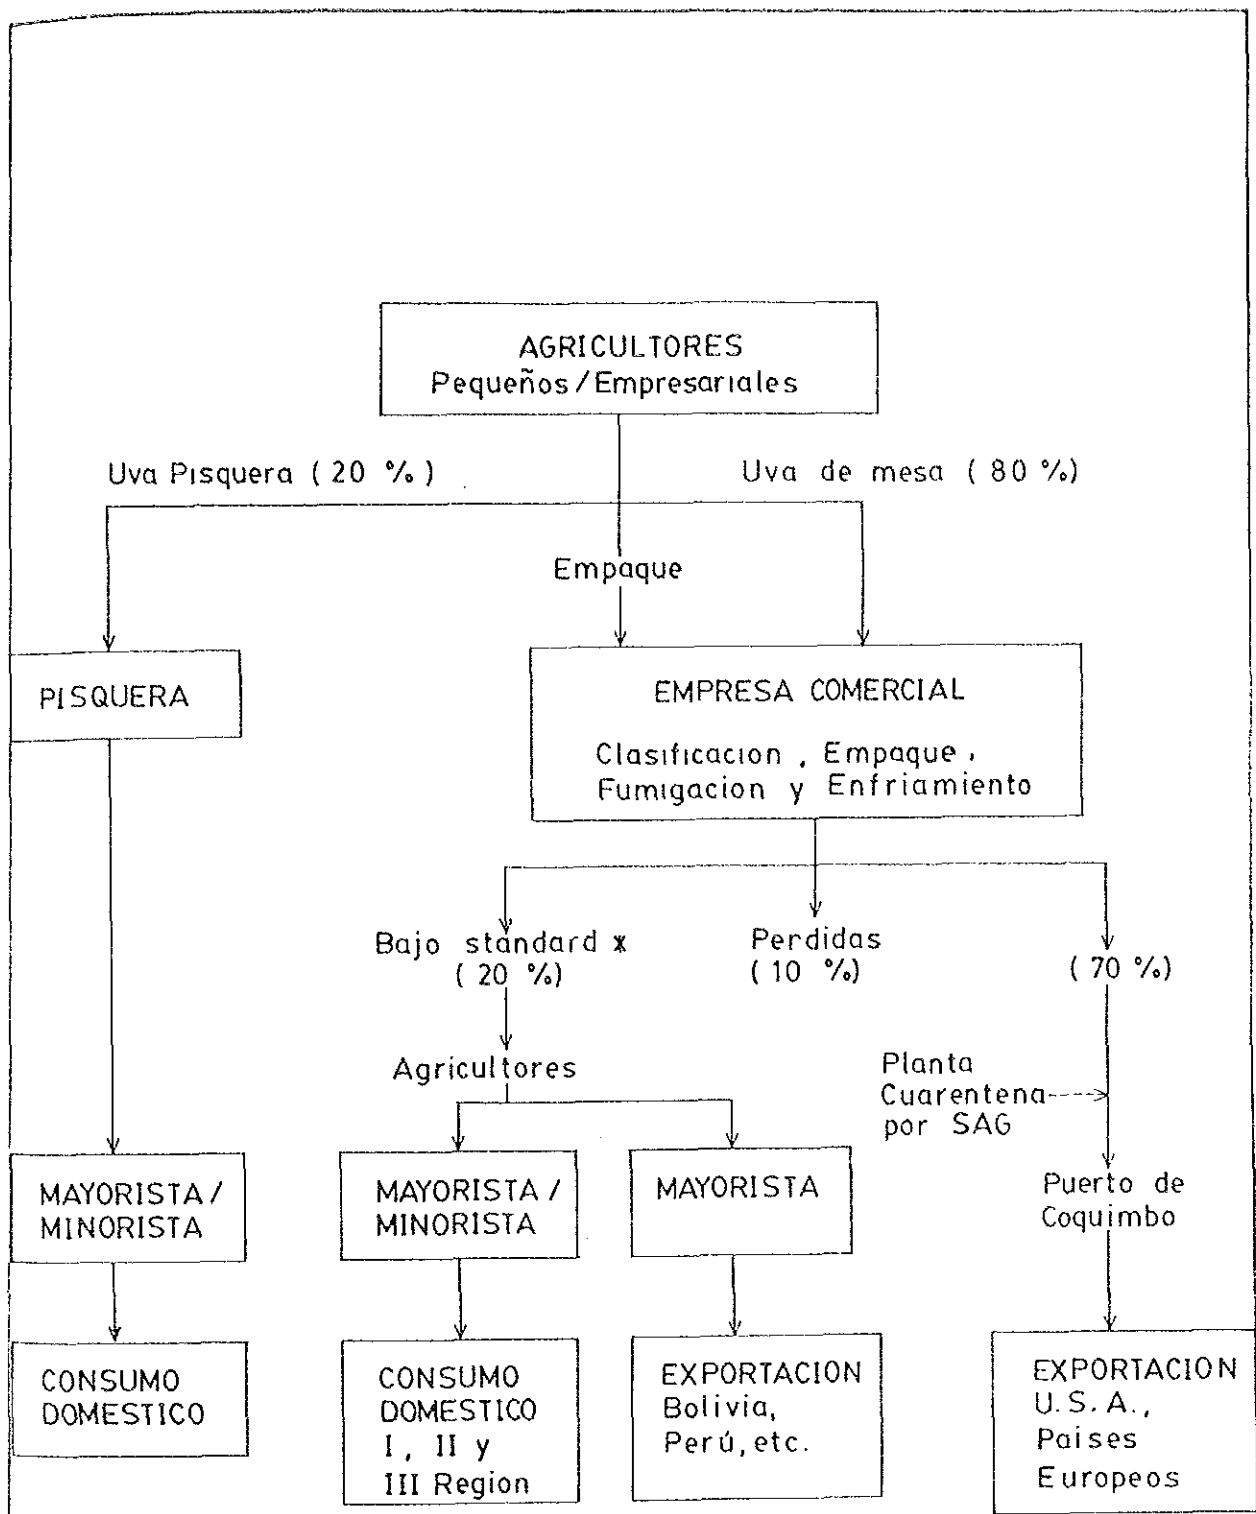 AGRICULTORES
Pequeños / Empresariales
Uva Pisquera ( 20 % )
Uva de mesa ( 80 % )
Empaque
PISQUERA
EMPRESA COMERCIAL
Clasificacion , Empaque ,
Fumigacion y Enfriamiento
Bajo standard *
( 20 % )
Perdidas
( 10 % )
( 70 % )
Agricultores
Planta
Cuarentena
por SAG
MAYORISTA /
MINORISTA
MAYORISTA /
MINORISTA
MAYORISTA
Puerto de
Coquimbo
CONSUMO
DOMESTICO
CONSUMO
DOMESTICO
I , II y
III Region
EXPORTACION
Bolivia,
Perú, etc.
EXPORTACION
U. S. A.,
Paises
Europeos